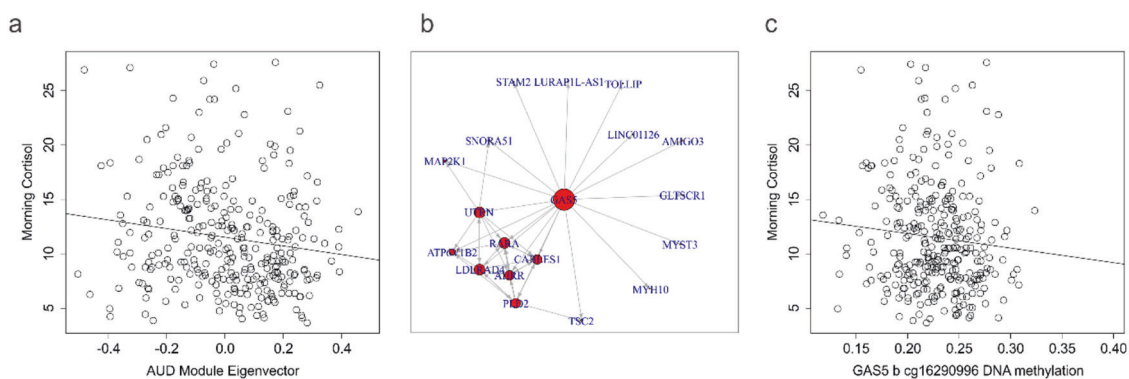 a
b
c
Morning Cortisol
25
20
15
10
5
-0.4 -0.2 0.0 0.2 0.4
AUD Module Eigenvector
STAM2 LURAP1L-AS1 TOLLIP
SNORA51
LINC01126
AMIGO3
MAP2K1
GAS5
GLTSCR1
UTRN
RARA
MYST3
ATP6V1B2
LDLRAD4
AHRR
MYH10
PLD2
TSC2
Morning Cortisol
25
20
15
10
5
0.15 0.20 0.25 0.30 0.35 0.40
GAS5 b cg16290996 DNA methylation